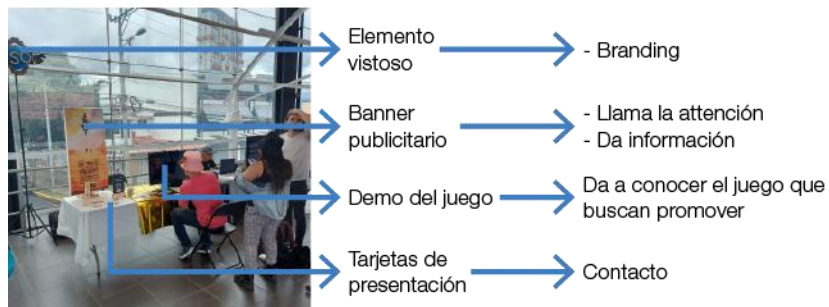 SO
Elemento
vistoso
- Branding
Banner
publicitario
- Llama la attención
- Da información
Demo del juego
Da a conocer el juego que
buscan promover
Tarjetas de
presentación
Contacto